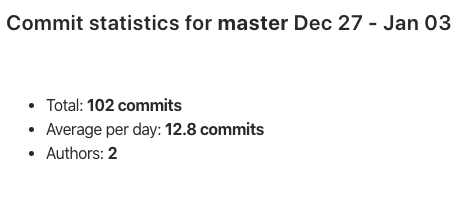 Commit statistics for master Dec 27 - Jan 03
• Total: 102 commits
• Average per day: 12.8 commits
• Authors: 2